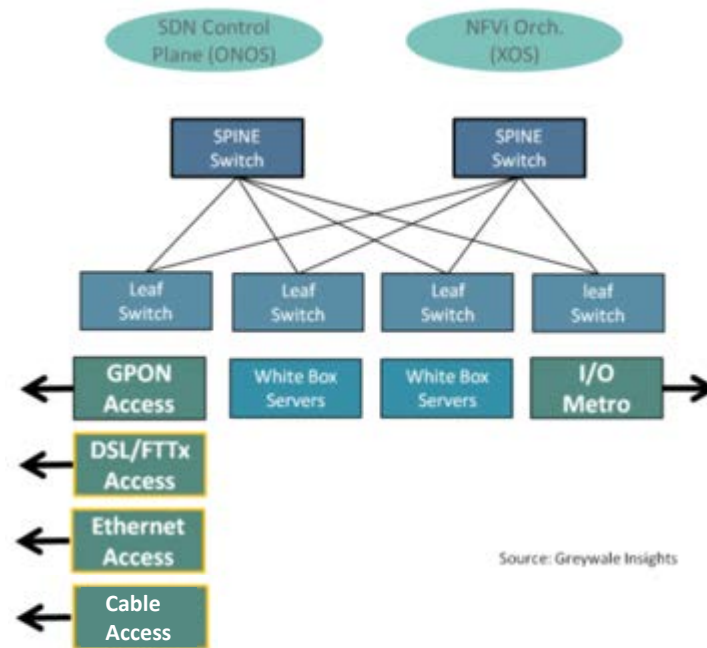 SDN Control
Plane (ONOS)
NFVi Orch.
(XOS)
SPINE
Switch
SPINE
Switch
Leaf
Switch
Leaf
Switch
Leaf
Switch
leaf
Switch
GPON
Access
White Box
Servers
White Box
Servers
I/O
Metro
DSL/FTTx
Access
Ethernet
Access
Source: Greywale Insights
Cable
Access